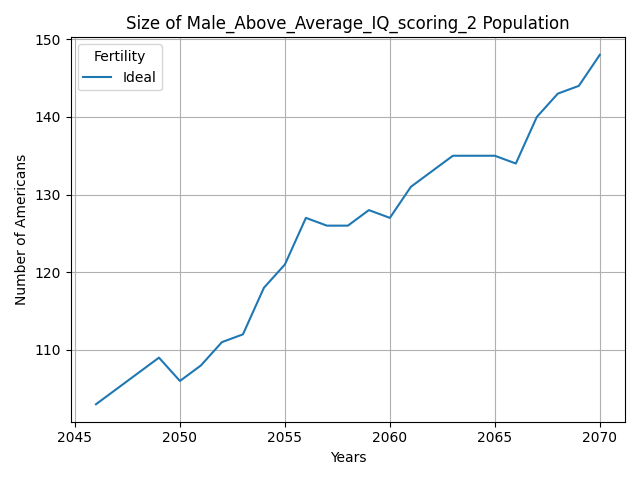 Size of Male_Above_Average_IQ_scoring_2 Population
150
140
130
120
110
Number of Americans
Fertility
Ideal
2045 2050 2055 2060 2065 2070
Years